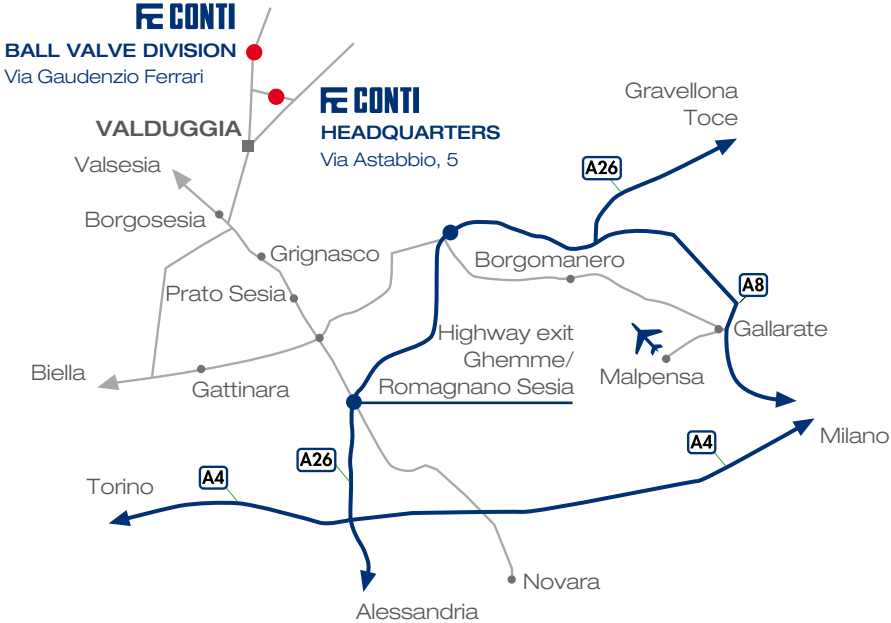 FE CONTI
BALL VALVE DIVISION
Via Gaudenzio Ferrari
FE CONTI
HEADQUARTERS
Via Astabbio, 5
VALDUGGIA
Valsesia
Borgosesia
Grignasco
Prato Sesia
Biella
Gattinara
Gravellona
Toce
A26
Borgomanero
A8
Gallarate
Malpensa
Highway exit
Ghemme/
Romagnano Sesia
Milano
A4
A26
A4
Torino
Novara
Alessandria